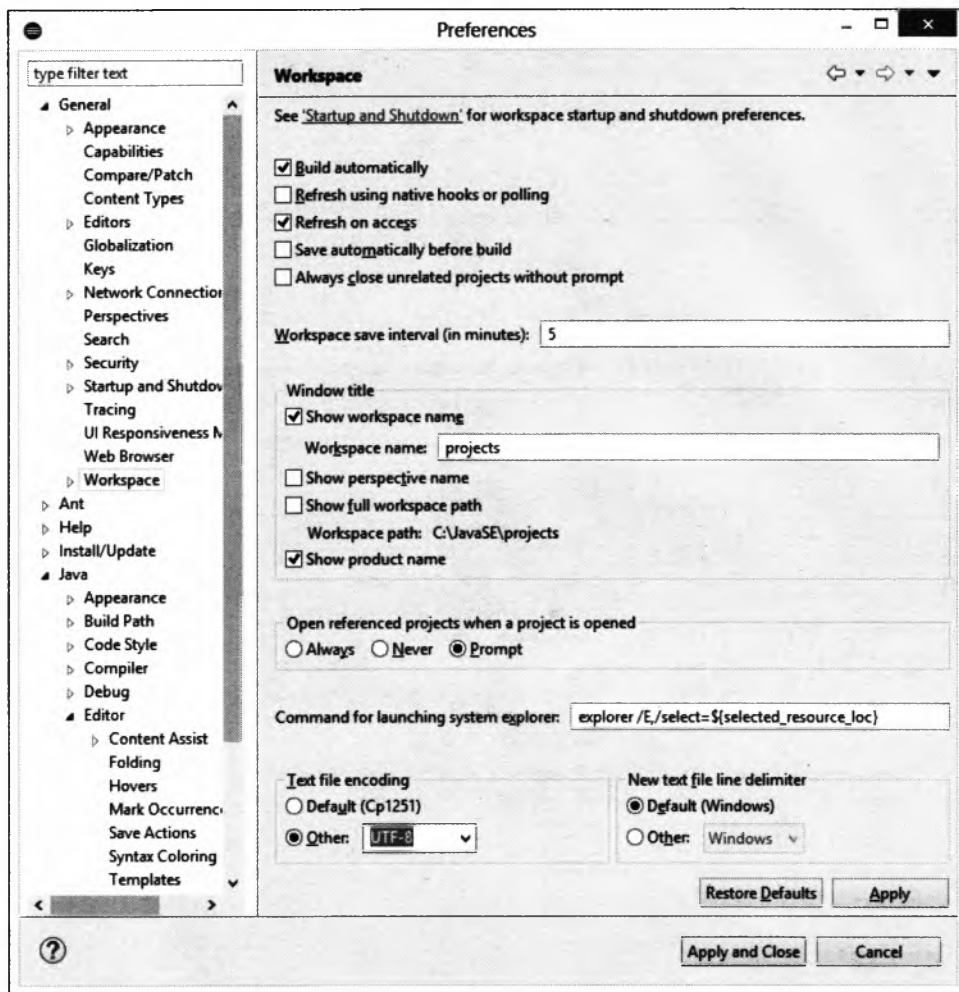 Preferences
type filter text
General
Appearance
Capabilities
Compare/Patch
Content Types
Editors
Globalization
Keys
Network Connection
Perspectives
Search
Security
Startup and Shutdov
Tracing
UI Responsiveness M
Web Browser
Workspace
Ant
Help
Install/Update
Java
Appearance
Build Path
Code Style
Compiler
Debug
Editor
Content Assist
Folding
Hovers
Mark Occurrence
Save Actions
Syntax Coloring
Templates
Workspace
See 'Startup and Shutdown' for workspace startup and shutdown preferences.
Build automatically
Refresh using native hooks or polling
Refresh on access
Save automatically before build
Always close unrelated projects without prompt
Workspace save interval (in minutes): 5
Window title
Show workspace name
Workspace name: projects
Show perspective name
Show full workspace path
Workspace path: C:\JavaSE\projects
Show product name
Open referenced projects when a project is opened
Always Never Prompt
Command for launching system explorer: explorer /E,/select=${selected_resource_loc}
Text file encoding
Default (Cp1251)
Other: UTF-8
New text file line delimiter
Default (Windows)
Other: Windows
Restore Defaults Apply
? Apply and Close Cancel